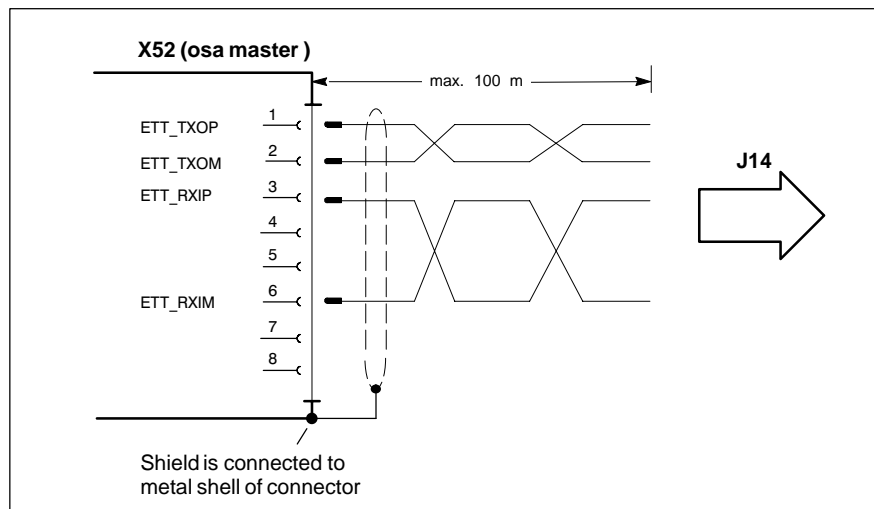 X52 (osa master )
max. 100 m
1
ETT_TXOP
2
ETT_TXOM
J14
3
ETT_RXIP
4
5
6
ETT_RXIM
7
8
Shield is connected to
metal shell of connector